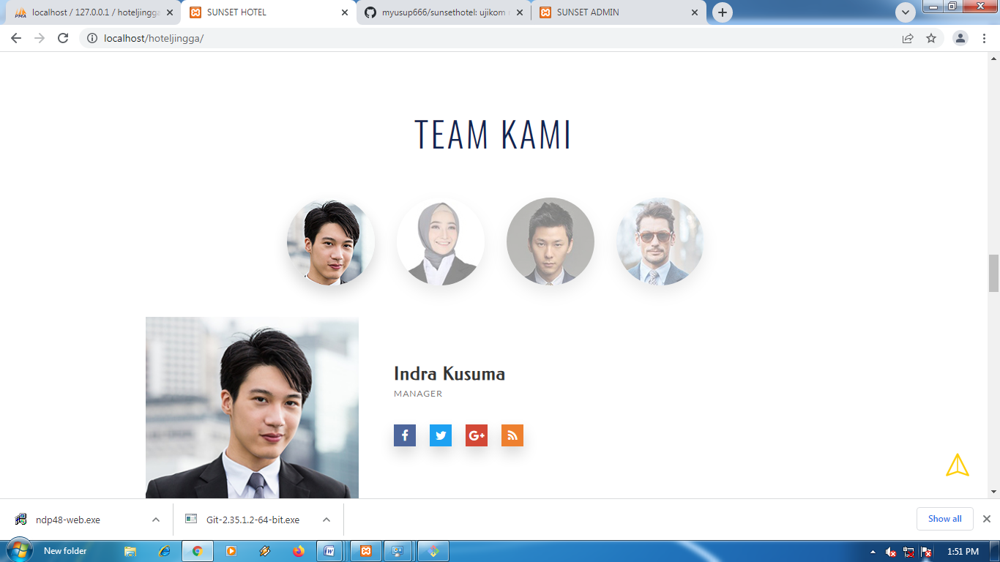 localhost / 127.0.0.1 / hoteljingga
SUNSET HOTEL
myusup666/sunsethotel: ujikom
SUNSET ADMIN
localhost/hoteljingga/
TEAM KAMI
Indra Kusuma
MANAGER
ndp48-web.exe
Git-2.35.1.2-64-bit.exe
Show all
New folder
1:51 PM